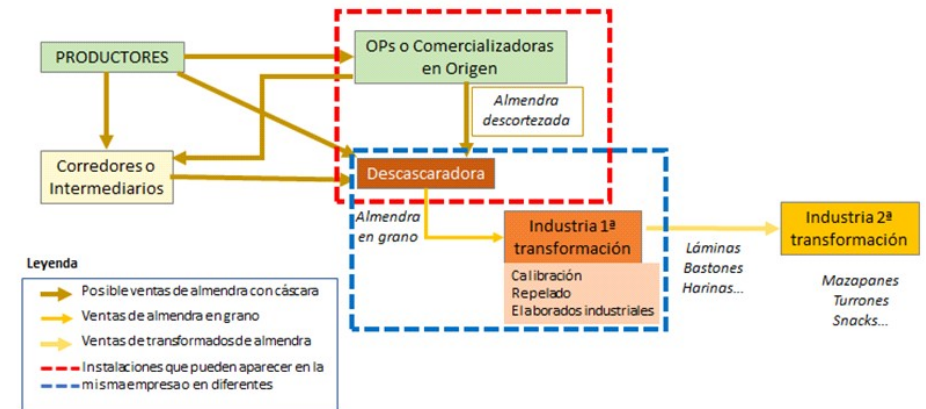 PRODUCTORES
OPs o Comercializadoras
en Origen
Almendra
descortezada
Corredores o
Intermediarios
Descascaradora
Almendra
en grano
Industria 1ª
transformación
Calibración
Repelado
Elaborados industriales
Láminas
Bastones
Harinas...
Industria 2ª
transformación
Mazapanes
Turrones
Snacks...
Leyenda
Posible ventas de almendra con cáscara
Ventas de almendra en grano
Ventas de transformados de almendra
Instalaciones que pueden aparecer en la
misma empresa o en diferentes